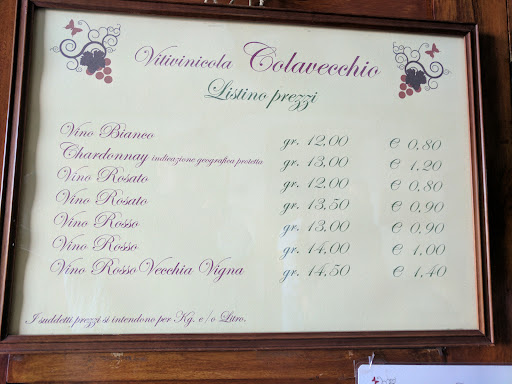 Vitivinicola Colavecchio
Listino prezzi
Vino Bianco gr. 12,00 € 0,80
Chardonnay indicazione geografica protetta gr. 13,00 € 1,20
Vino Rosato gr. 12,00 € 0,80
Vino Rosato gr. 13,50 € 0,90
Vino Rosso gr. 13,00 € 0,90
Vino Rosso gr. 14,00 € 1,00
Vino Rosso Vecchia Vigna gr. 14,50 € 1,40
I suddetti prezzi si intendono per Kg. e/o Litro.